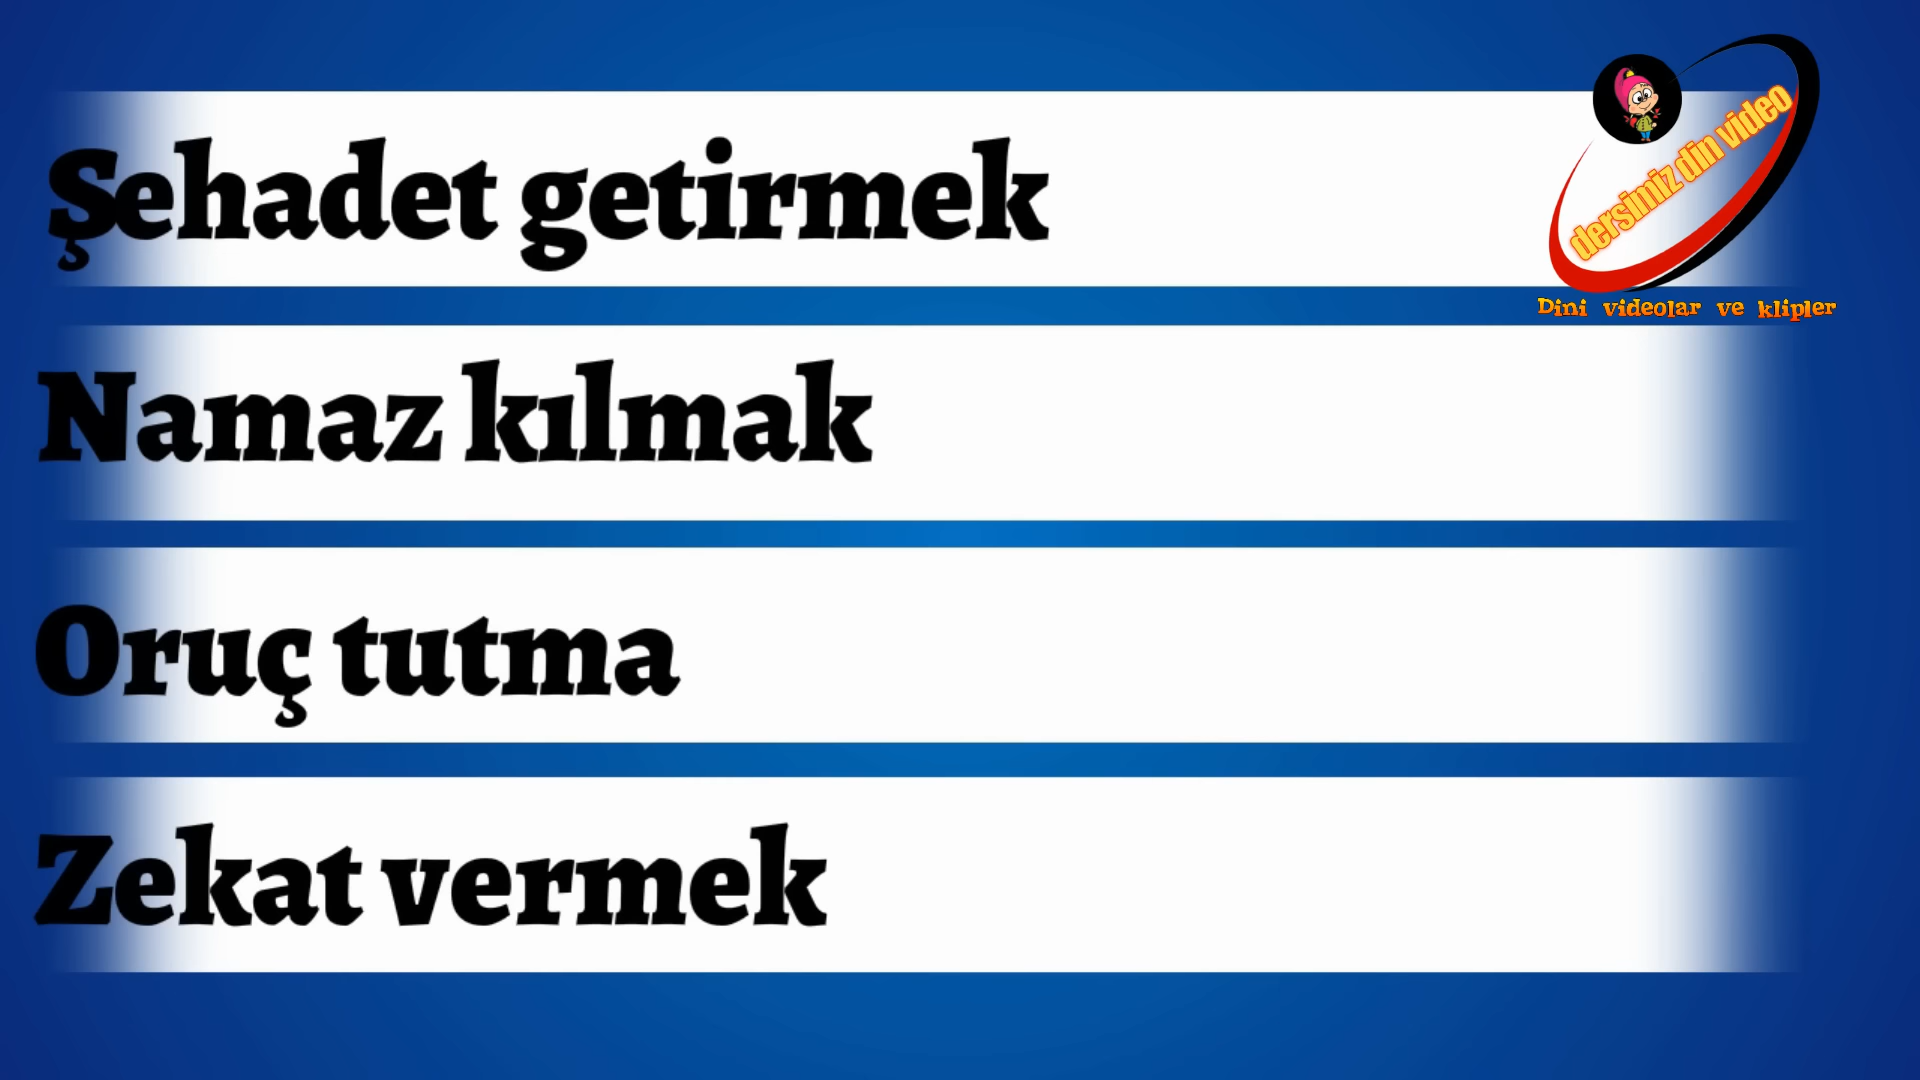 Şehadet getirmek
dersimiz din video
Dini videolar ve klipler
Namaz kılmak
Oruç tutma
Zekat vermek